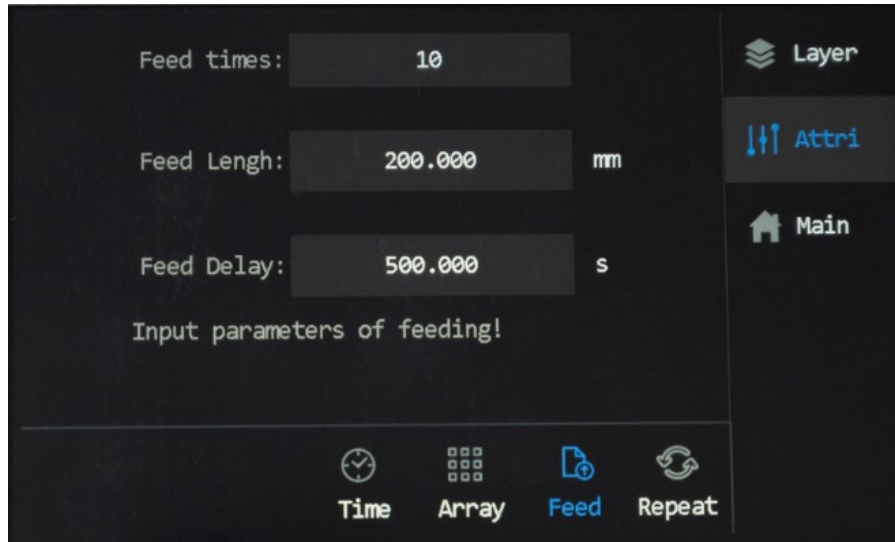 Feed times: 10
Feed Lengh: 200.000 mm
Feed Delay: 500.000 s
Input parameters of feeding!
Layer
Attri
Main
Time Array Feed Repeat